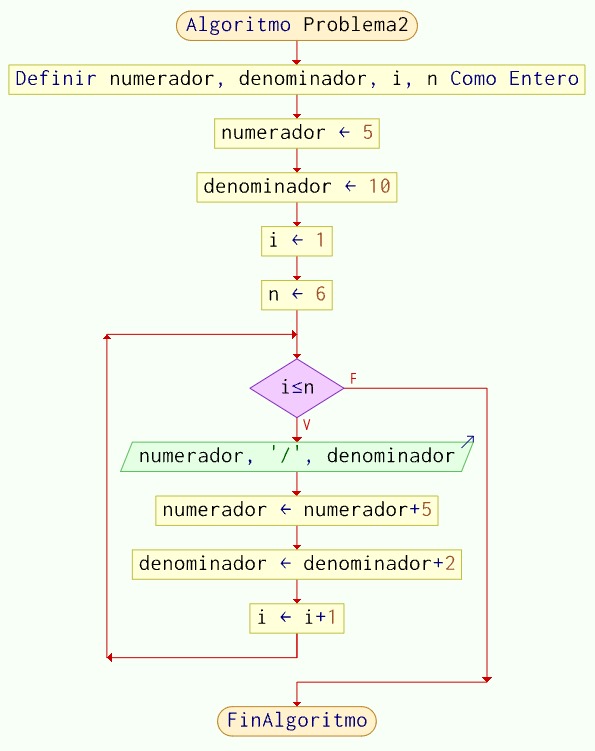 Algoritmo Problema2
Definir numerador, denominador, i, n Como Entero
numerador ← 5
denominador ← 10
i ← 1
n ← 6
i≤n
F
V
numerador, '/', denominador
numerador ← numerador+5
denominador ← denominador+2
i ← i+1
FinAlgoritmo